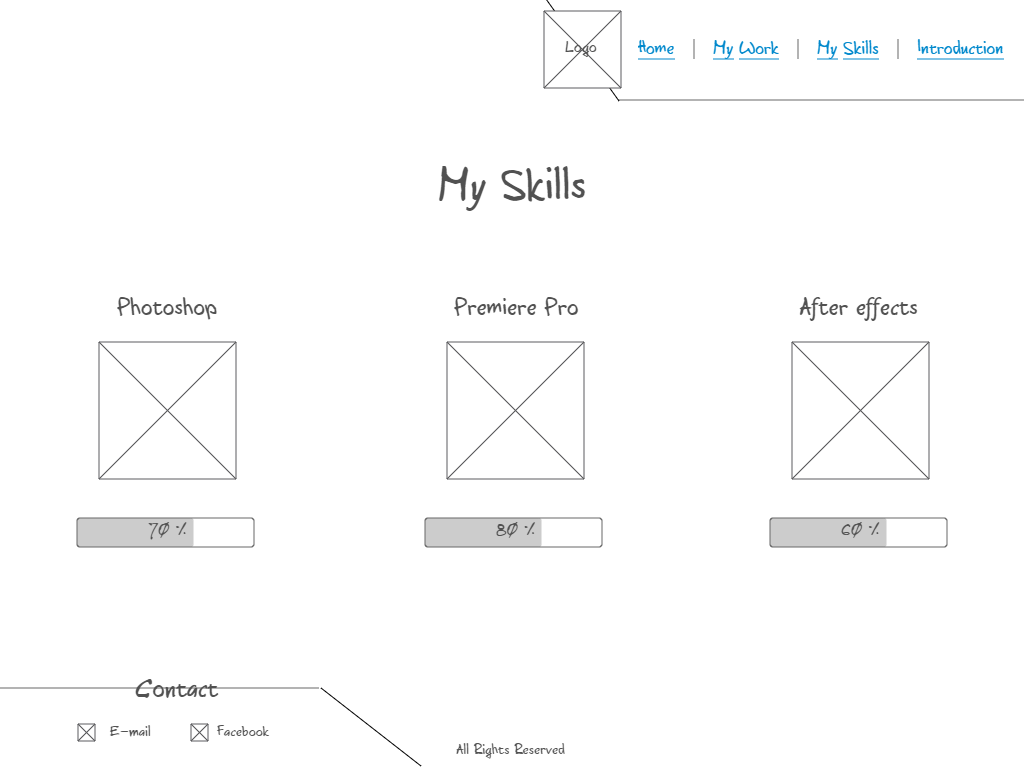 Logo
Home | My Work | My Skills | Introduction
My Skills
Photoshop Premiere Pro After effects
70 % 80 % 60 %
Contact
E-mail Facebook
All Rights Reserved